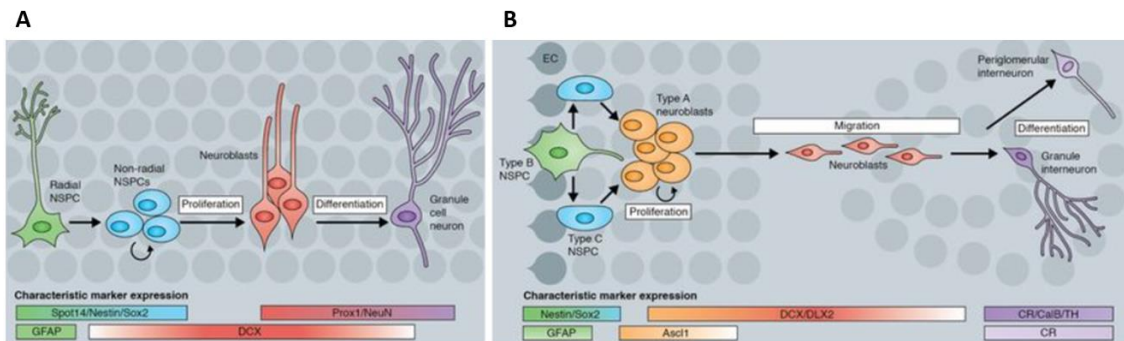 A
Radial
NSPC
Non-radial
NSPCs
Proliferation
Neuroblasts
Differentiation
Granule
cell
neuron
Characteristic marker expression
Spot14/Nestin/Sox2
Prox1/NeuN
GFAP
DCX
B
EC
Type B
NSPC
Type C
NSPC
Type A
neuroblasts
Proliferation
Migration
Neuroblasts
Periglomerular
interneuron
Differentiation
Granule
interneuron
Characteristic marker expression
Nestin/Sox2
DCX/DLX2
CR/CalB/TH
GFAP
Ascl1
CR